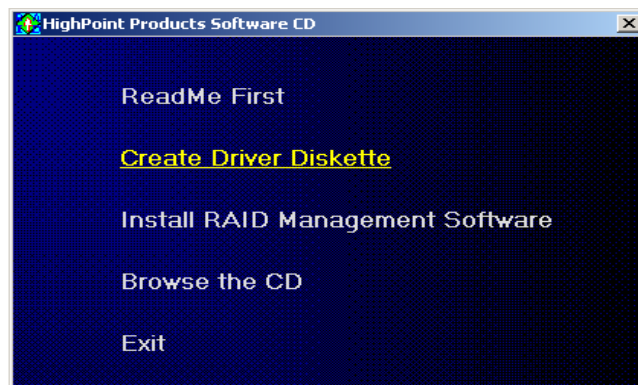 HighPoint Products Software CD
ReadMe First
Create Driver Diskette
Install RAID Management Software
Browse the CD
Exit